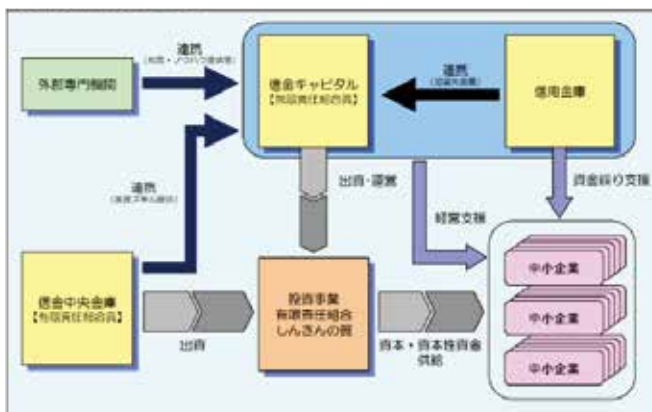 連携
外部専門機関
信金キャピタル
【無限責任組合員】
連携
信用金庫
出資・運営
資金繰り支援
連携
経営支援
信金中央金庫
【有限責任組合員】
出資
投資事業
有限責任組合
しんきんの翼
資本・資本性資金
供給
中小企業
中小企業
中小企業